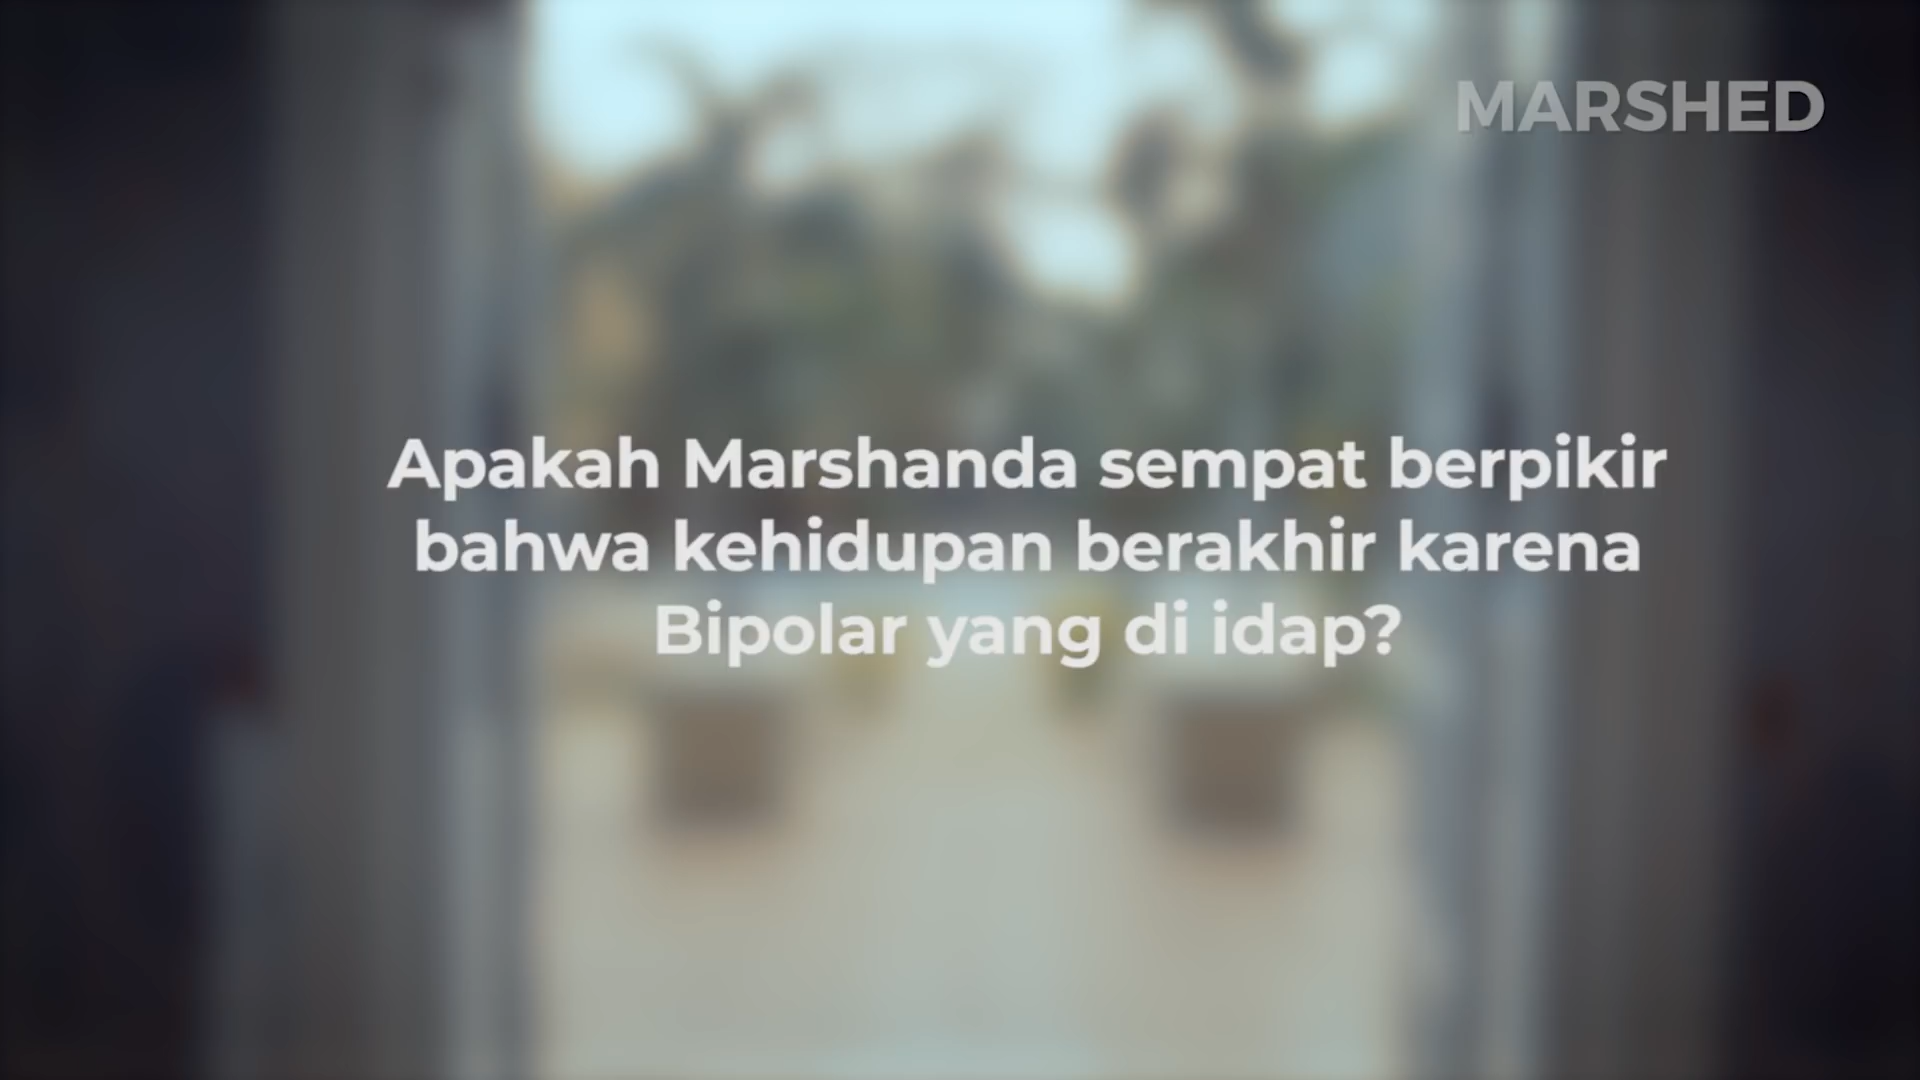 MARSHED
Apakah Marshanda sempat berpikir
bahwa kehidupan berakhir karena
Bipolar yang di idap?